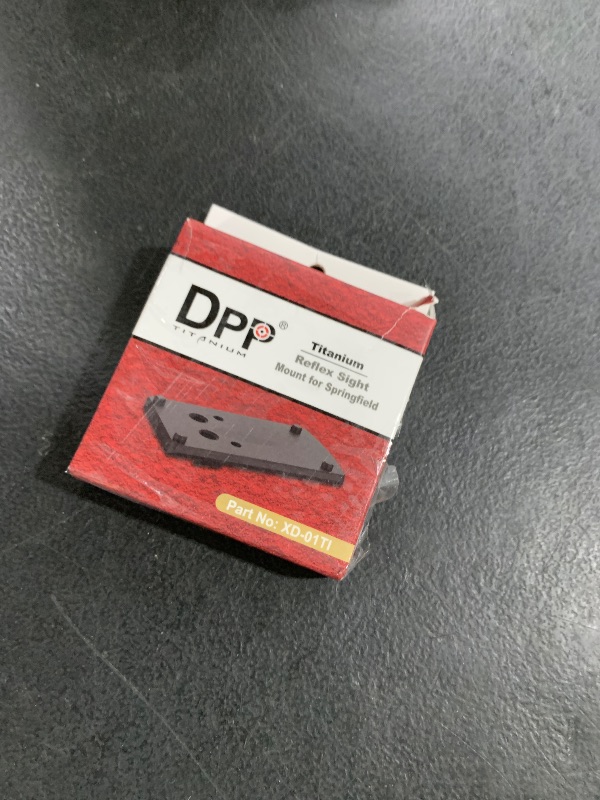 DPP®
TITANIUM
Titanium
Reflex Sight
Mount for Springfield
Part No: XD-01TI